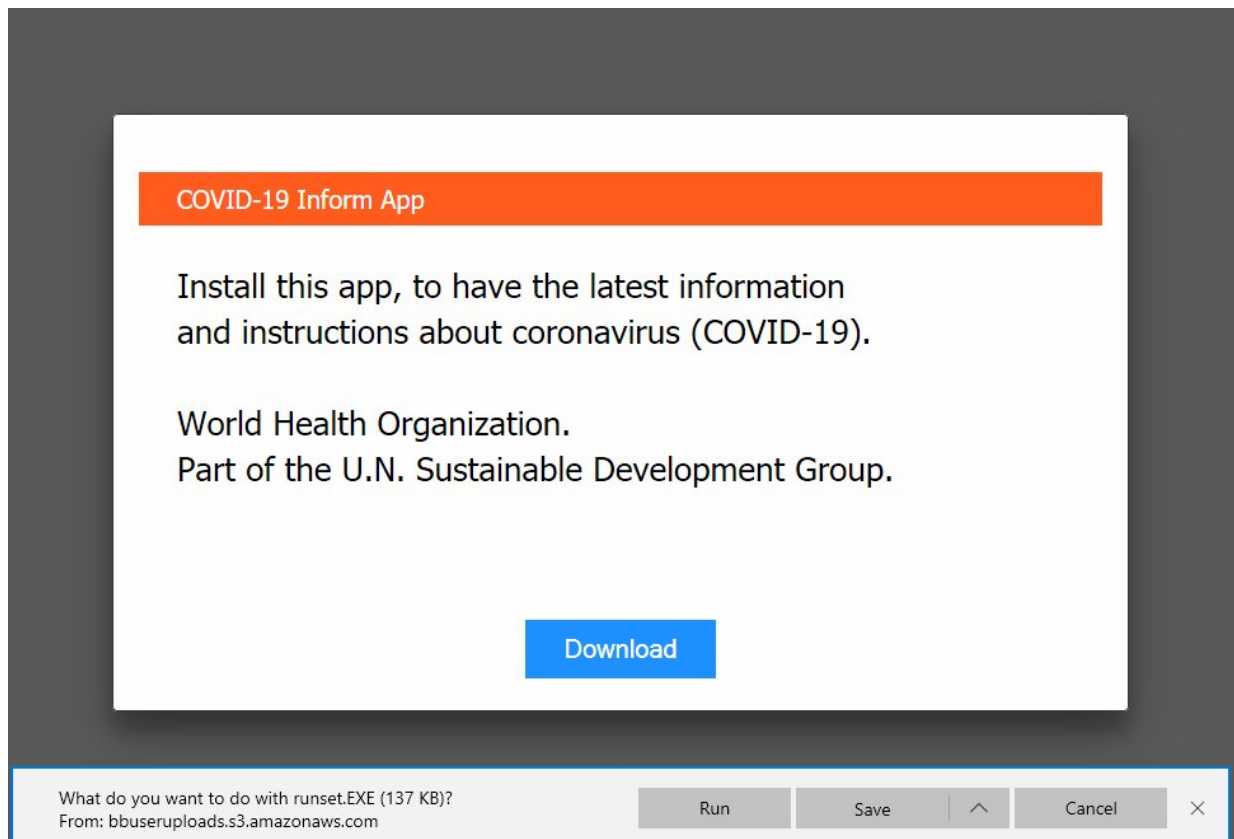 COVID-19 Inform App
Install this app, to have the latest information
and instructions about coronavirus (COVID-19).
World Health Organization.
Part of the U.N. Sustainable Development Group.
Download
What do you want to do with runset.EXE (137 KB)?
From: bbuseruploads.s3.amazonaws.com
Run
Save
Cancel